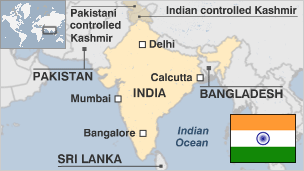 Pakistani
controlled
Kashmir
Indian controlled Kashmir
Delhi
PAKISTAN
Calcutta
INDIA
BANGLADESH
Mumbai
Bangalore
Indian
Ocean
SRI LANKA